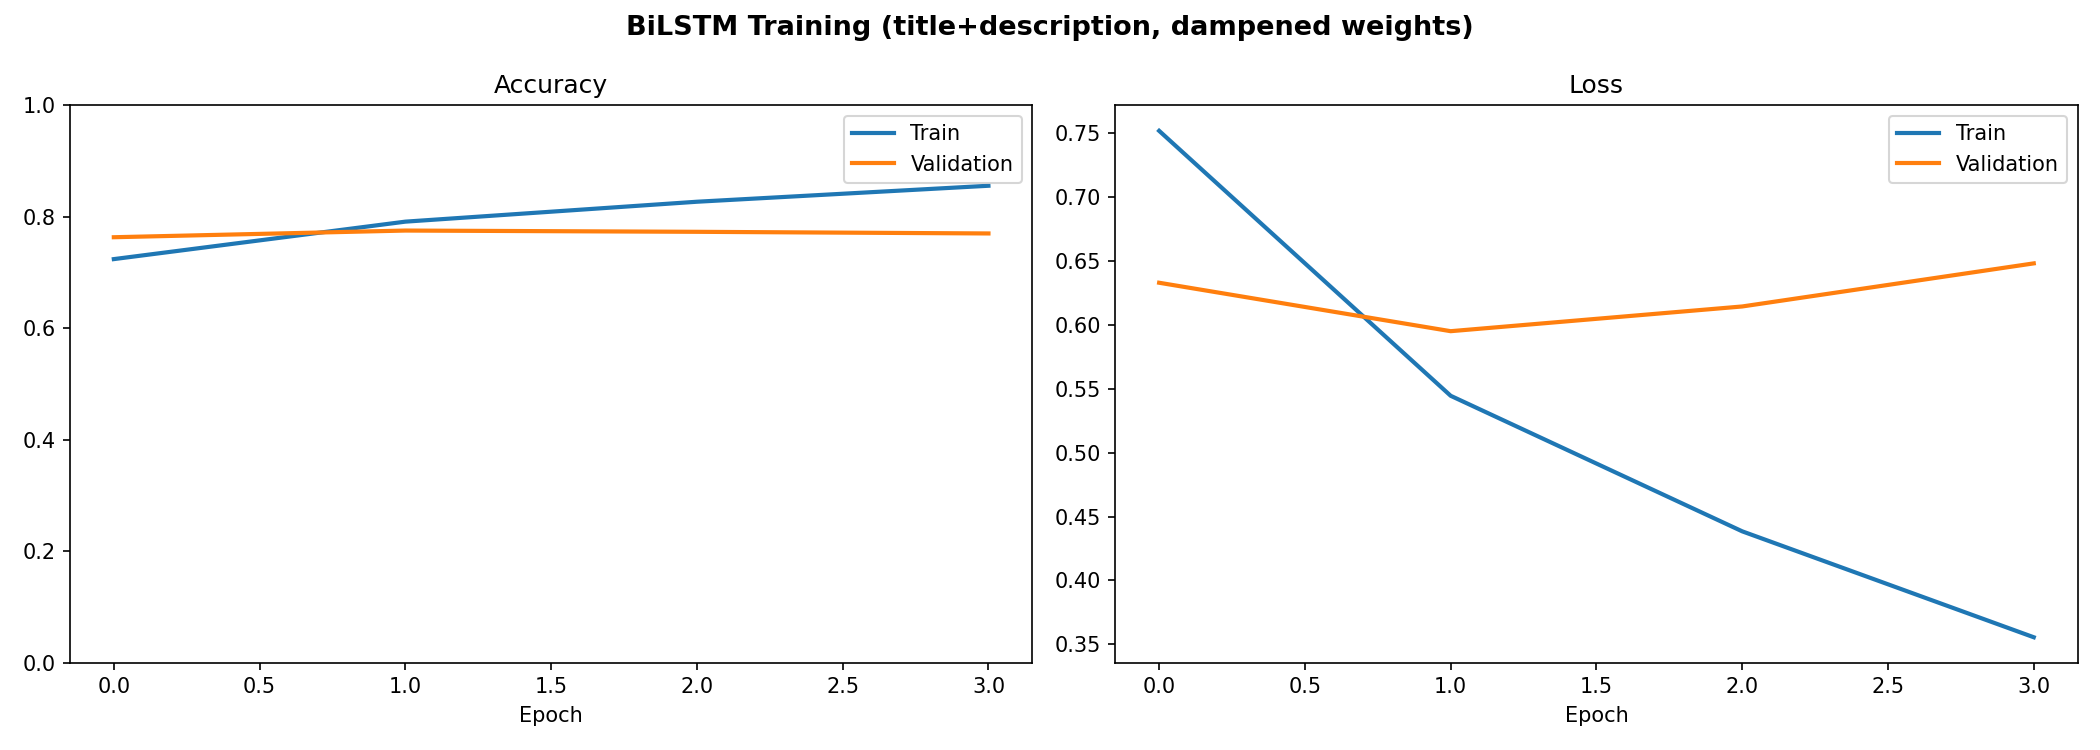 BiLSTM Training (title+description, dampened weights)
Accuracy
1.0
0.8
0.6
0.4
0.2
0.0
Train
Validation
0.0 0.5 1.0 1.5 2.0 2.5 3.0
Epoch
Loss
0.75
0.70
0.65
0.60
0.55
0.50
0.45
0.40
0.35
Train
Validation
0.0 0.5 1.0 1.5 2.0 2.5 3.0
Epoch